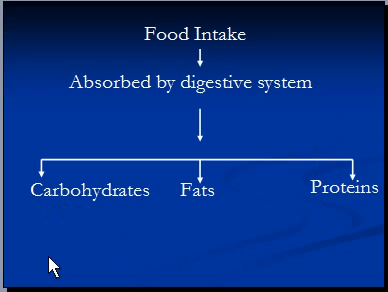 Food Intake
Absorbed by digestive system
Carbohydrates Fats Proteins